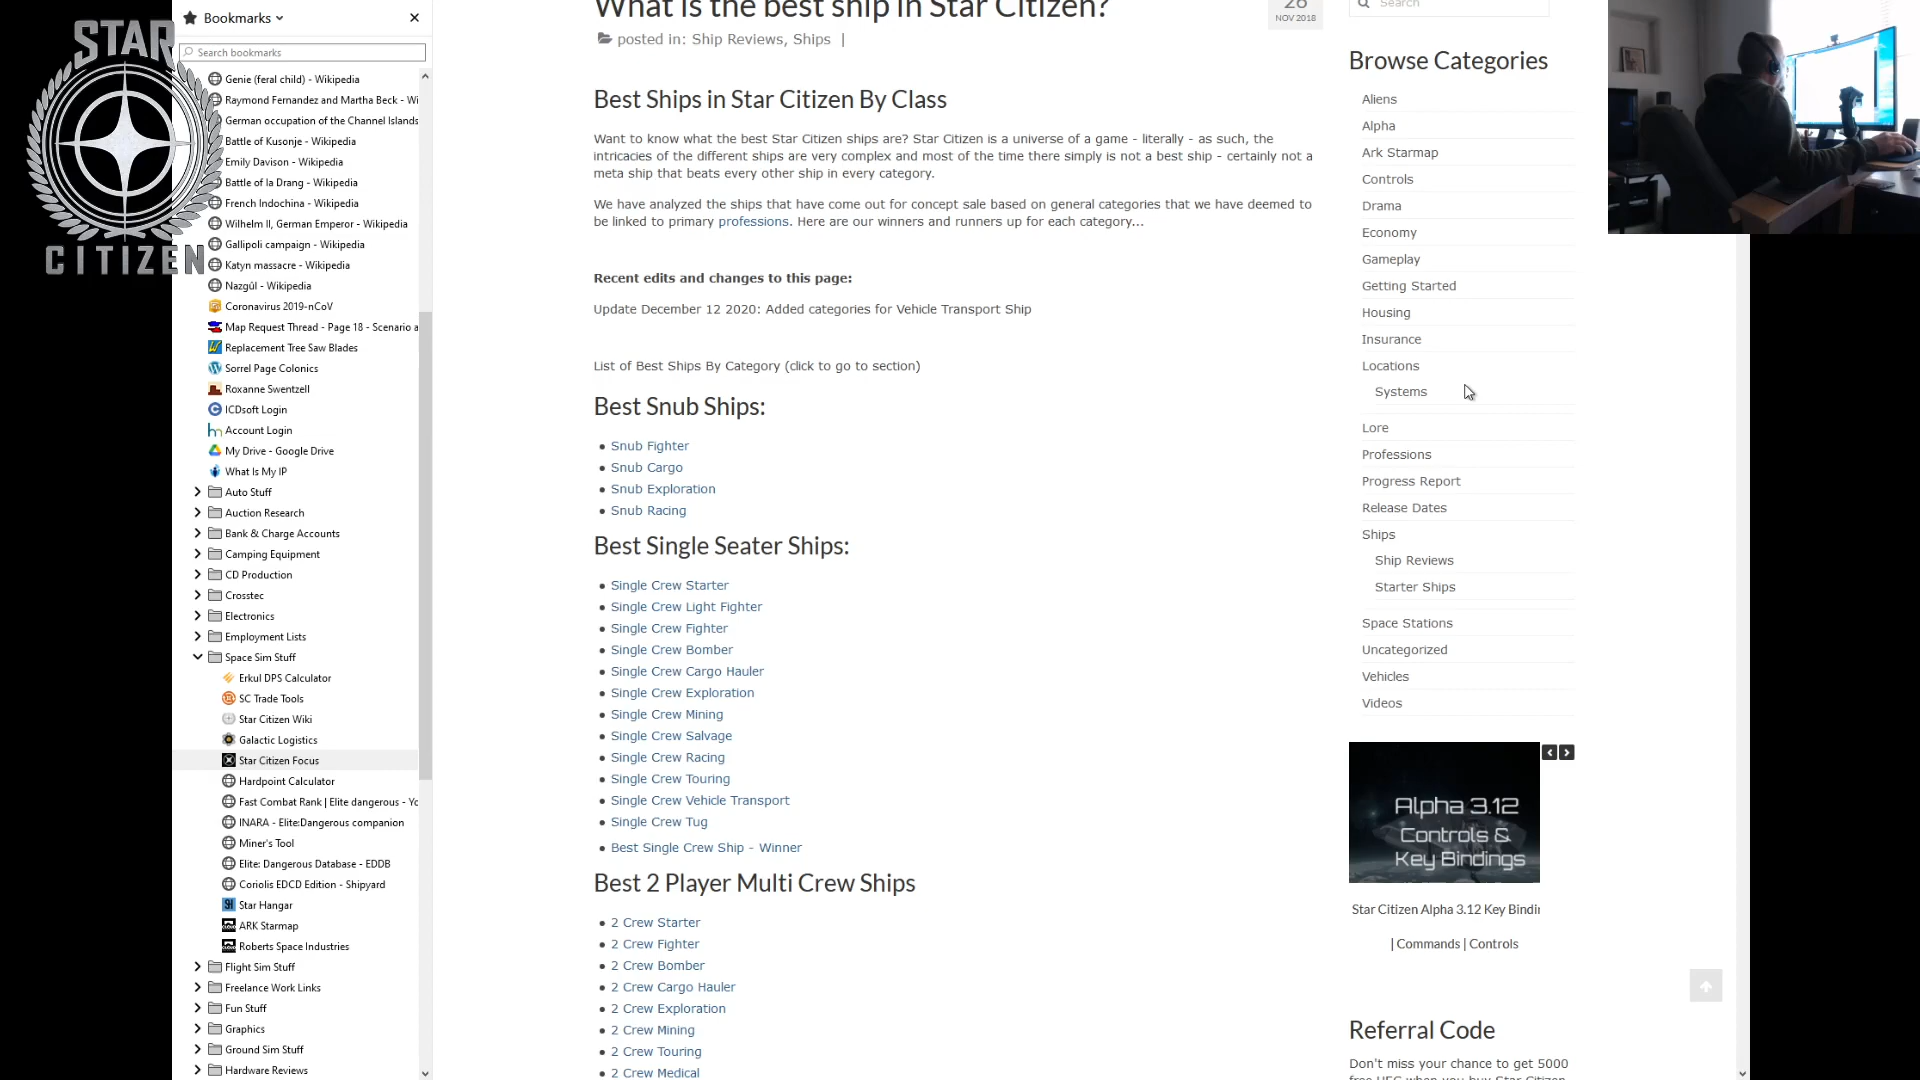 STAR
CITIZEN
Bookmarks
Search bookmarks
Genie (feral child) - Wikipedia
Raymond Fernandez and Martha Beck - Wi
German occupation of the Channel Islands
Battle of Kusonje - Wikipedia
Emily Davison - Wikipedia
Battle of Ia Drang - Wikipedia
French Indochina - Wikipedia
Wilhelm II, German Emperor - Wikipedia
Gallipoli campaign - Wikipedia
Katyn massacre - Wikipedia
Nazgûl - Wikipedia
Coronavirus 2019-nCoV
Map Request Thread - Page 18 - Scenario a
Replacement Tree Saw Blades
Sorrel Page Colonics
Roxanne Swentzell
ICDsoft Login
Account Login
My Drive - Google Drive
What Is My IP
Auto Stuff
Auction Research
Bank & Charge Accounts
Camping Equipment
CD Production
Crosstec
Electronics
Employment Lists
Space Sim Stuff
Erkul DPS Calculator
SC Trade Tools
Star Citizen Wiki
Galactic Logistics
Star Citizen Focus
Hardpoint Calculator
Fast Combat Rank | Elite dangerous - Yo
INARA - Elite:Dangerous companion
Miner's Tool
Elite: Dangerous Database - EDDB
Coriolis EDCD Edition - Shipyard
Star Hangar
ARK Starmap
Roberts Space Industries
Flight Sim Stuff
Freelance Work Links
Fun Stuff
Graphics
Ground Sim Stuff
Hardware Reviews
What is the best ship in Star Citizen?
26
NOV 2018
posted in: Ship Reviews, Ships |
Best Ships in Star Citizen By Class
Want to know what the best Star Citizen ships are? Star Citizen is a universe of a game - literally - as such, the
intricacies of the different ships are very complex and most of the time there simply is not a best ship - certainly not a
meta ship that beats every other ship in every category.
We have analyzed the ships that have come out for concept sale based on general categories that we have deemed to
be linked to primary professions. Here are our winners and runners up for each category...
Recent edits and changes to this page:
Update December 12 2020: Added categories for Vehicle Transport Ship
List of Best Ships By Category (click to go to section)
Best Snub Ships:
Snub Fighter
Snub Cargo
Snub Exploration
Snub Racing
Best Single Seater Ships:
Single Crew Starter
Single Crew Light Fighter
Single Crew Fighter
Single Crew Bomber
Single Crew Cargo Hauler
Single Crew Exploration
Single Crew Mining
Single Crew Salvage
Single Crew Racing
Single Crew Touring
Single Crew Vehicle Transport
Single Crew Tug
Best Single Crew Ship - Winner
Best 2 Player Multi Crew Ships
2 Crew Starter
2 Crew Fighter
2 Crew Bomber
2 Crew Cargo Hauler
2 Crew Exploration
2 Crew Mining
2 Crew Touring
2 Crew Medical
Search
Browse Categories
Aliens
Alpha
Ark Starmap
Controls
Drama
Economy
Gameplay
Getting Started
Housing
Insurance
Locations
Systems
Lore
Professions
Progress Report
Release Dates
Ships
Ship Reviews
Starter Ships
Space Stations
Uncategorized
Vehicles
Videos
Alpha 3.12
Controls &
Key Bindings
Star Citizen Alpha 3.12 Key Bindin
| Commands | Controls
Referral Code
Don't miss your chance to get 5000
free UEC when you buy Star Citizen